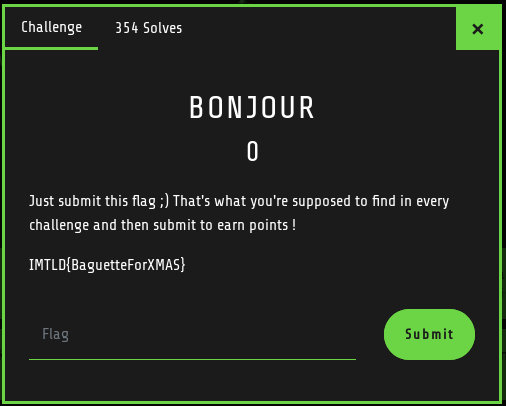 Challenge
354 Solves
×
BONJOUR
0
Just submit this flag ;) That's what you're supposed to find in every
challenge and then submit to earn points !
IMTLD{BaguetteForXMAS}
Flag
Submit